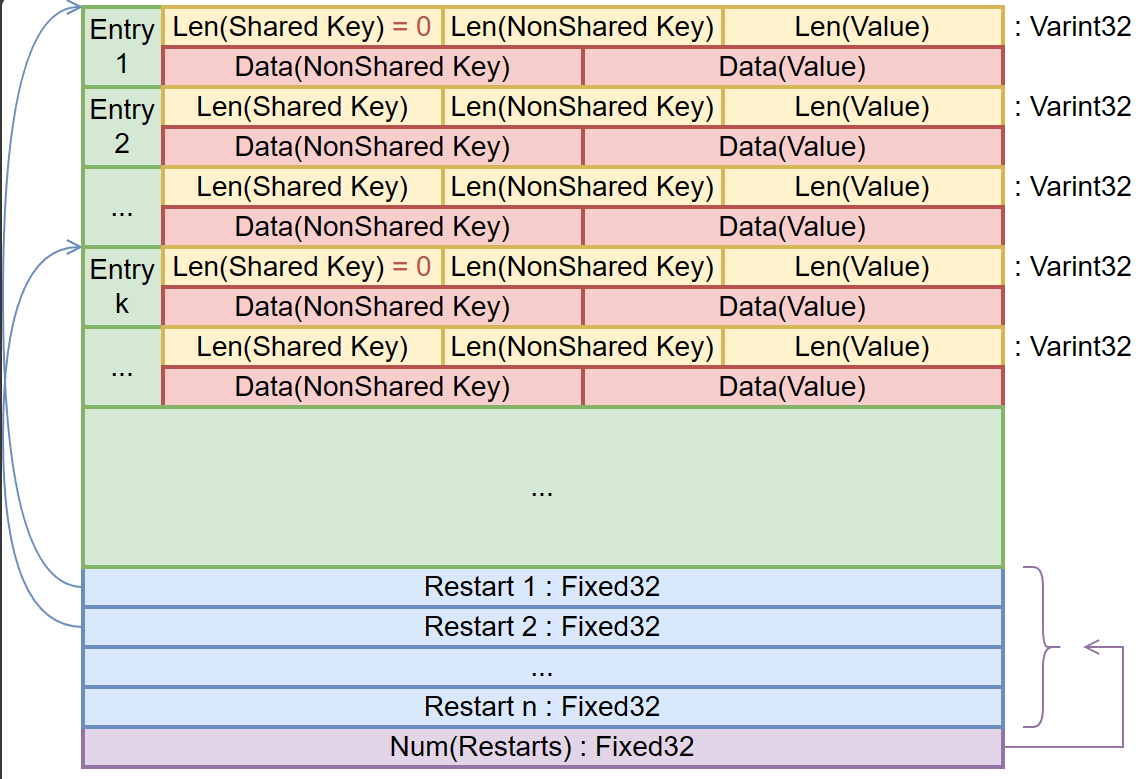 Entry 1
Len(Shared Key) = 0 Len(NonShared Key) Len(Value) : Varint32
Data(NonShared Key) Data(Value)
Entry 2
Len(Shared Key) Len(NonShared Key) Len(Value) : Varint32
Data(NonShared Key) Data(Value)
...
Len(Shared Key) Len(NonShared Key) Len(Value) : Varint32
Data(NonShared Key) Data(Value)
Entry k
Len(Shared Key) = 0 Len(NonShared Key) Len(Value) : Varint32
Data(NonShared Key) Data(Value)
...
Len(Shared Key) Len(NonShared Key) Len(Value) : Varint32
Data(NonShared Key) Data(Value)
...
Restart 1 : Fixed32
Restart 2 : Fixed32
...
Restart n : Fixed32
Num(Restarts) : Fixed32